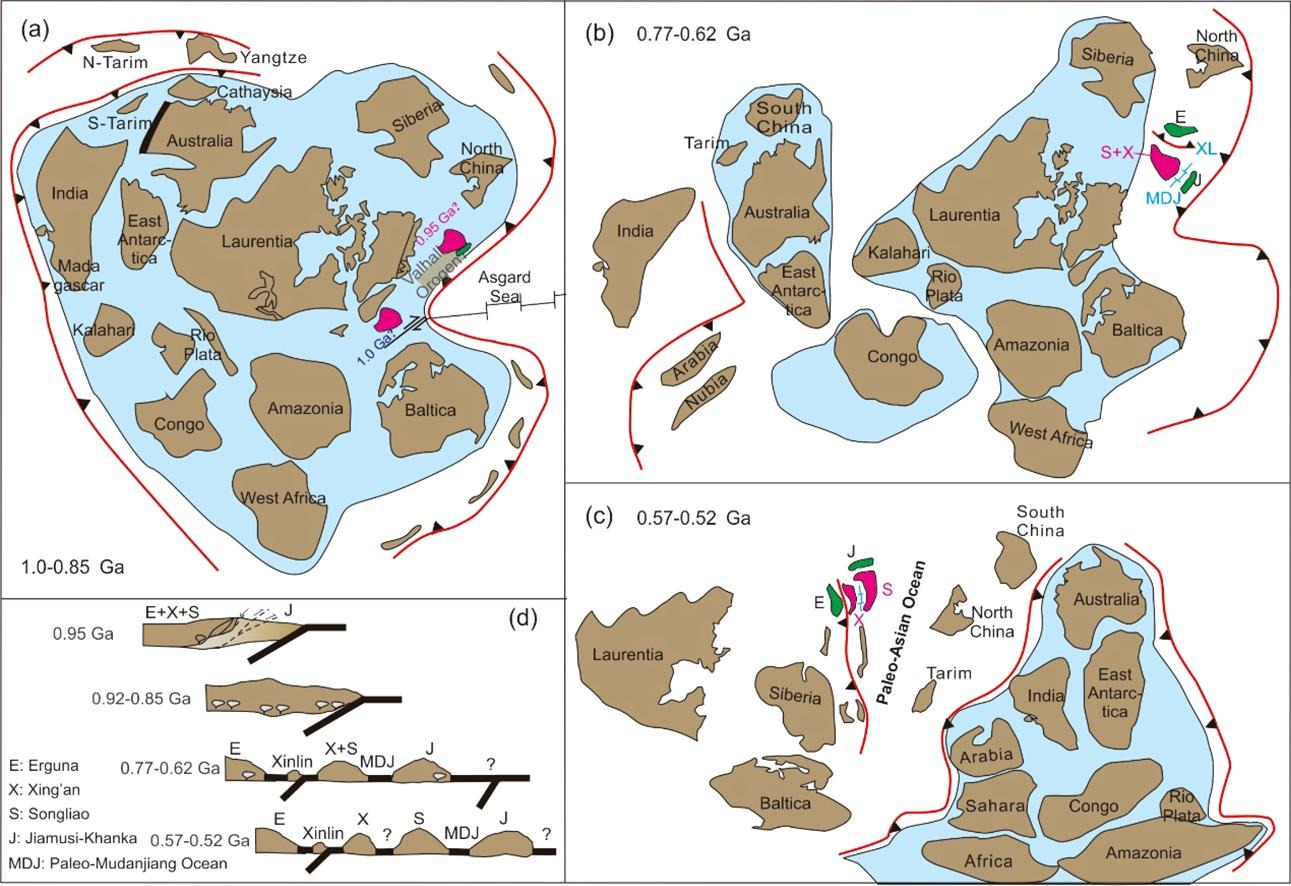 (a)
N-Tarim
Yangtze
Cathaysia
S-Tarim
Australia
Siberia
North
China
India
East
Antarc-
tica
Laurentia
0.95 Ga?
Valhalla
Orogen
Mada
gascar
Asgard
Sea
Kalahari
Rio
Plata
1.0 Ga?
Congo
Amazonia
Baltica
West Africa
1.0-0.85 Ga
(b)
0.77-0.62 Ga
Siberia
North
China
South
China
Tarim
E
XL
S+X
J
MDJ
India
Australia
Laurentia
Kalahari
East
Antarc-
tica
Rio
Plata
Baltica
Arabia
Nubia
Congo
Amazonia
West Africa
(c)
0.57-0.52 Ga
South
China
J
E
S
X
Paleo-Asian Ocean
North
China
Australia
Laurentia
Siberia
Tarim
India
East
Antarc-
tica
Arabia
Baltica
Sahara
Congo
Rio
Plata
Africa
Amazonia
(d)
E+X+S
J
0.95 Ga
0.92-0.85 Ga
E
Xinlin
X+S
MDJ
J
?
0.77-0.62 Ga
E: Erguna
X: Xing'an
S: Songliao
J: Jiamusi-Khanka
MDJ: Paleo-Mudanjiang Ocean
0.57-0.52 Ga
E
Xinlin
X
?
S
MDJ
J
?